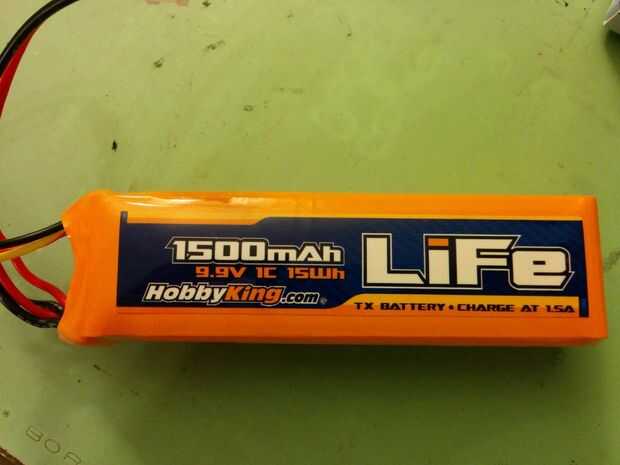 1500mAh
9.9V 1C 15Wh
HobbyKing.com
LiFe
TX-BATTERY • CHARGE AT 1.5A